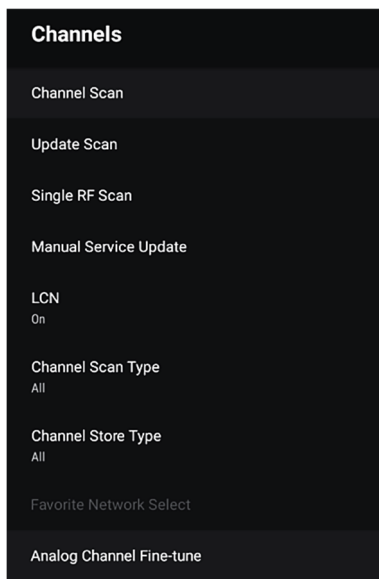 Channels
Channel Scan
Update Scan
Single RF Scan
Manual Service Update
LCN
On
Channel Scan Type
All
Channel Store Type
All
Favorite Network Select
Analog Channel Fine-tune